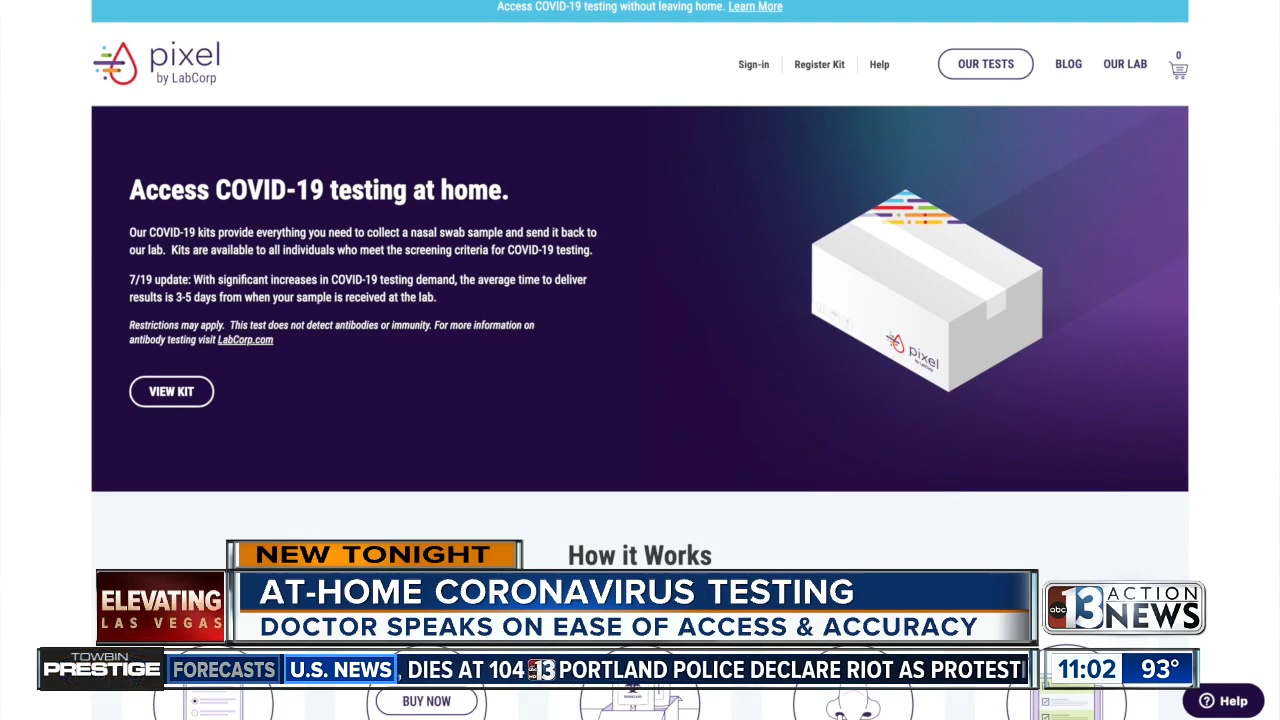 Access COVID-19 testing without leaving home. Learn More
pixel
by LabCorp
Sign-in
Register Kit
Help
OUR TESTS
BLOG
OUR LAB
0
Access COVID-19 testing at home.
Our COVID-19 kits provide everything you need to collect a nasal swab sample and send it back to
our lab. Kits are available to all individuals who meet the screening criteria for COVID-19 testing.
7/19 update: With significant increases in COVID-19 testing demand, the average time to deliver
results is 3-5 days from when your sample is received at the lab.
Restrictions may apply. This test does not detect antibodies or immunity. For more information on
antibody testing visit LabCorp.com
VIEW KIT
pixel
by LabCorp
How it Works
NEW TONIGHT
ELEVATING
LAS VEGAS
AT-HOME CORONAVIRUS TESTING
DOCTOR SPEAKS ON EASE OF ACCESS & ACCURACY
abc 13 ACTION
NEWS
TOWBIN
PRESTIGE
FORECASTS
U.S. NEWS
, DIES AT 104 13 PORTLAND POLICE DECLARE RIOT AS PROTESTI
11:02
93°
BUY NOW
Help